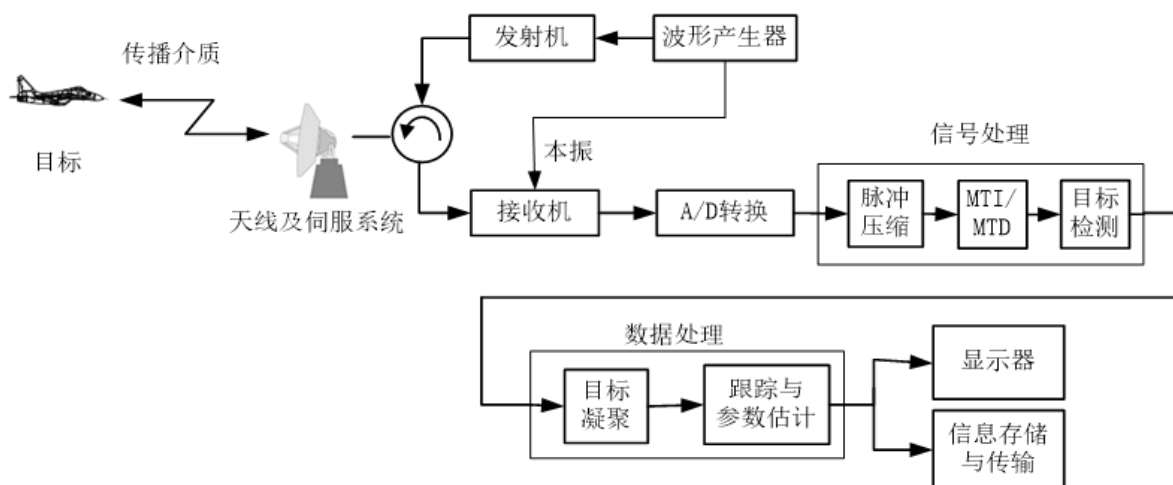 发射机
波形产生器
传播介质
目标
天线及伺服系统
本振
接收机
A/D转换
信号处理
脉冲
压缩
MTI/
MTD
目标
检测
数据处理
目标
凝聚
跟踪与
参数估计
显示器
信息存储
与传输